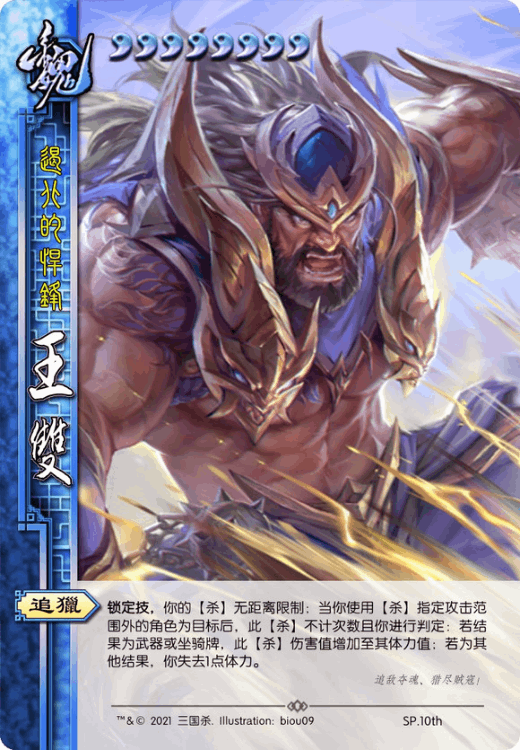 魏
遏北的悍鋒
王雙
追獵
锁定技，你的【杀】无距离限制；当你使用【杀】指定攻击范
围外的角色为目标后，此【杀】不计次数且你进行判定：若结
果为武器或坐骑牌，此【杀】伤害值增加至其体力值；若为其
他结果，你失去1点体力。
追敌夺魂、猎尽贼寇！
™&© 2021 三国杀. Illustration: biou09
SP.10th